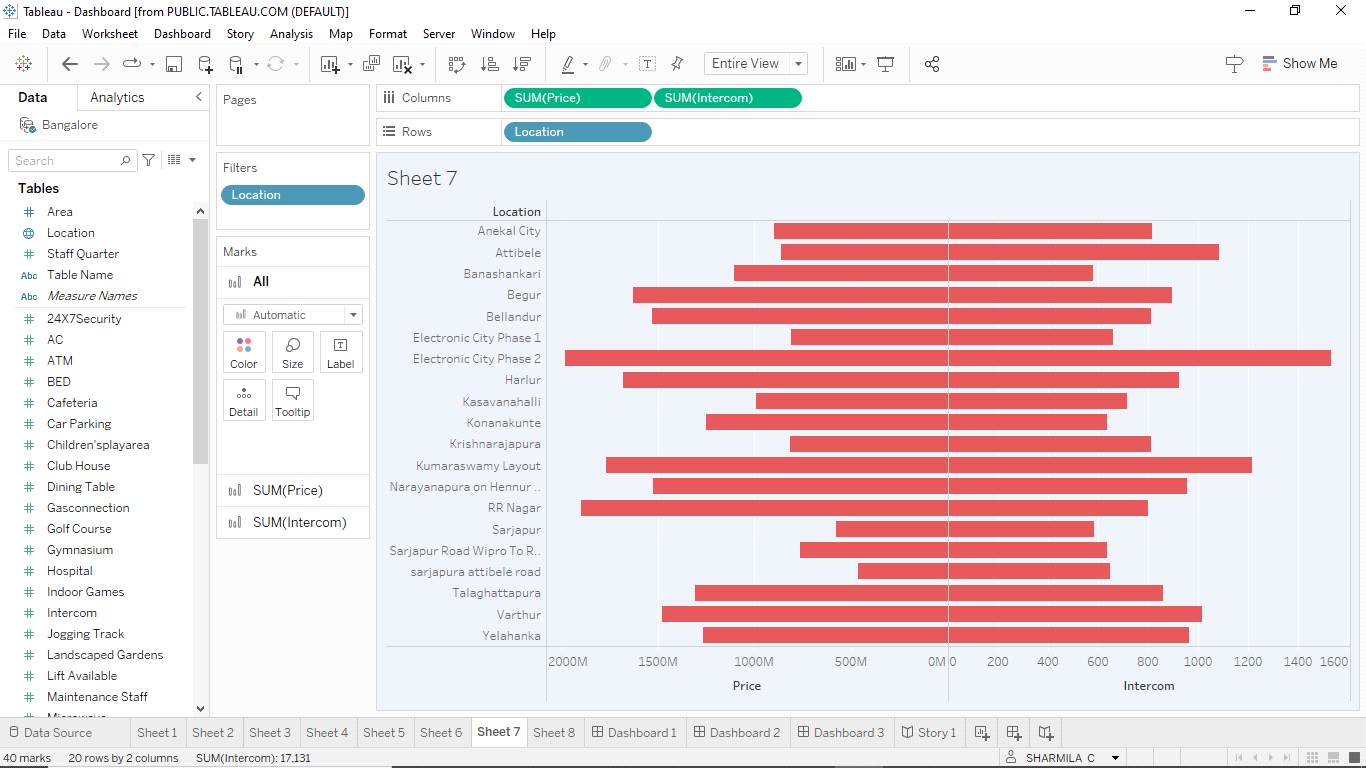 Tableau - Dashboard [from PUBLIC.TABLEAU.COM (DEFAULT)]
File Data Worksheet Dashboard Story Analysis Map Format Server Window Help
Entire View
Show Me
Data Analytics
Bangalore
Search
Tables
Area
Location
Staff Quarter
Abc Table Name
Abc Measure Names
24X7Security
AC
ATM
BED
Cafeteria
Car Parking
Children'splayarea
Club House
Dining Table
Gasconnection
Golf Course
Gymnasium
Hospital
Indoor Games
Intercom
Jogging Track
Landscaped Gardens
Lift Available
Maintenance Staff
Pages
Filters
Location
Marks
All
Automatic
Color Size Label
Detail Tooltip
SUM(Price)
SUM(Intercom)
Columns SUM(Price) SUM(Intercom)
Rows Location
Sheet 7
Location
Anekal City
Attibele
Banashankari
Begur
Bellandur
Electronic City Phase 1
Electronic City Phase 2
Harlur
Kasavanahalli
Konanakunte
Krishnarajapura
Kumaraswamy Layout
Narayanapura on Hennur ..
RR Nagar
Sarjapur
Sarjapur Road Wipro To R..
sarjapura attibele road
Talaghattapura
Varthur
Yelahanka
2000M 1500M 1000M 500M 0M 0 200 400 600 800 1000 1200 1400 1600
Price Intercom
Data Source Sheet 1 Sheet 2 Sheet 3 Sheet 4 Sheet 5 Sheet 6 Sheet 7 Sheet 8 Dashboard 1 Dashboard 2 Dashboard 3 Story 1
40 marks 20 rows by 2 columns SUM(Intercom): 17,131 SHARMILA C